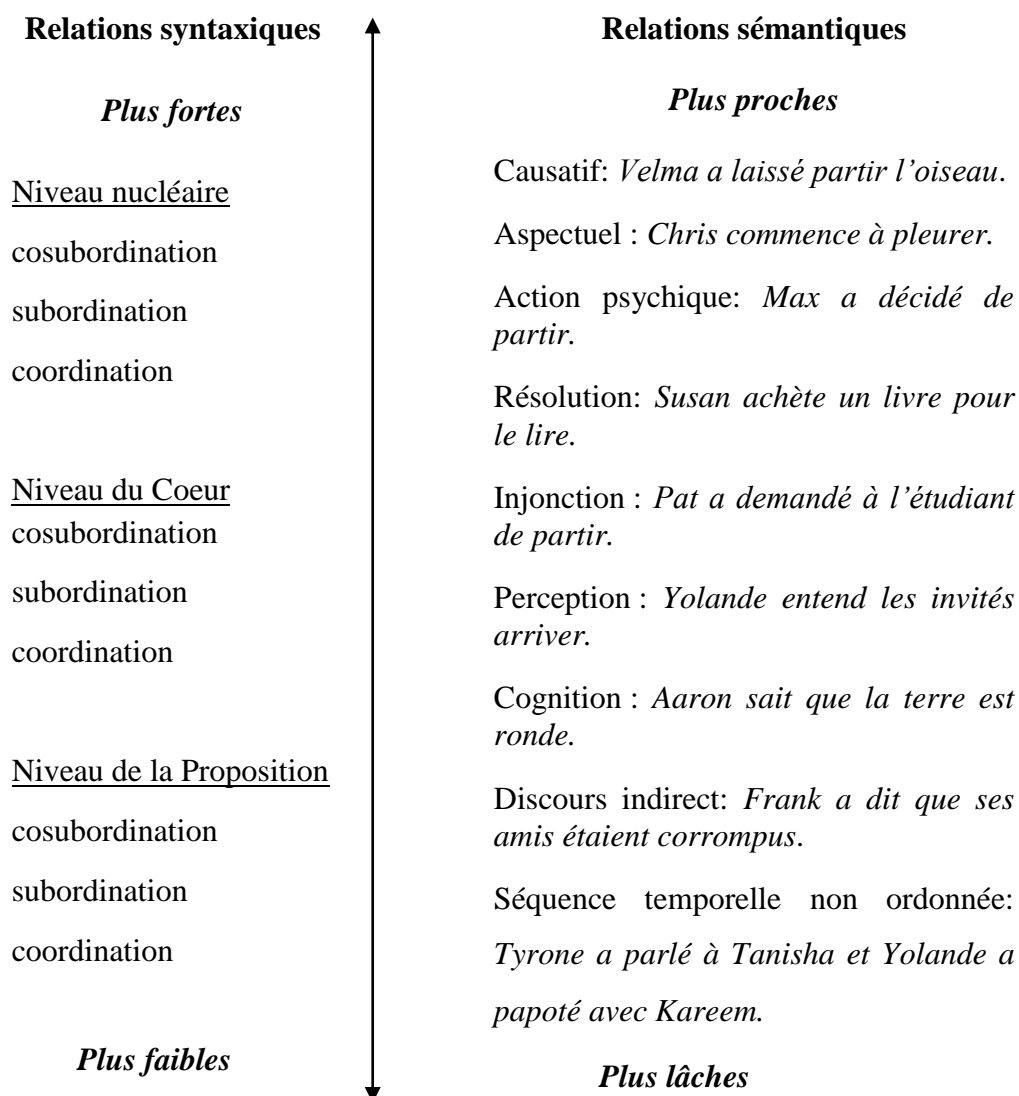 Relations syntaxiques
Plus fortes
Niveau nucléaire
cosubordination
subordination
coordination
Niveau du Coeur
cosubordination
subordination
coordination
Niveau de la Proposition
cosubordination
subordination
coordination
Plus faibles
Relations sémantiques
Plus proches
Causatif: Velma a laissé partir l’oiseau.
Aspectuel : Chris commence à pleurer.
Action psychique: Max a décidé de
partir.
Résolution: Susan achète un livre pour
le lire.
Injonction : Pat a demandé à l’étudiant
de partir.
Perception : Yolande entend les invités
arriver.
Cognition : Aaron sait que la terre est
ronde.
Discours indirect: Frank a dit que ses
amis étaient corrompus.
Séquence temporelle non ordonnée:
Tyrone a parlé à Tanisha et Yolande a
papoté avec Kareem.
Plus lâches